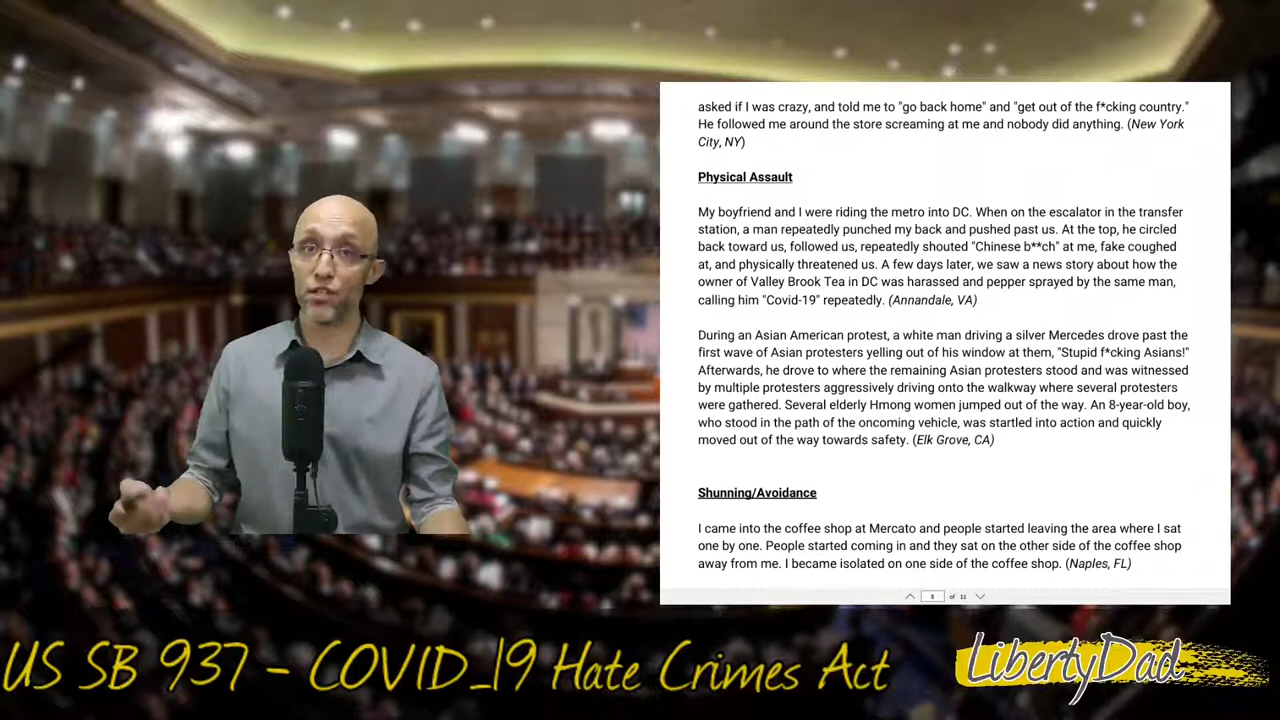 asked if I was crazy, and told me to "go back home" and "get out of the f*cking country."
He followed me around the store screaming at me and nobody did anything. (New York
City, NY)
Physical Assault
My boyfriend and I were riding the metro into DC. When on the escalator in the transfer
station, a man repeatedly punched my back and pushed past us. At the top, he circled
back toward us, followed us, repeatedly shouted "Chinese b**ch" at me, fake coughed
at, and physically threatened us. A few days later, we saw a news story about how the
owner of Valley Brook Tea in DC was harassed and pepper sprayed by the same man,
calling him "Covid-19" repeatedly. (Annandale, VA)
During an Asian American protest, a white man driving a silver Mercedes drove past the
first wave of Asian protesters yelling out of his window at them, "Stupid f*cking Asians!"
Afterwards, he drove to where the remaining Asian protesters stood and was witnessed
by multiple protesters aggressively driving onto the walkway where several protesters
were gathered. Several elderly Hmong women jumped out of the way. An 8-year-old boy,
who stood in the path of the oncoming vehicle, was startled into action and quickly
moved out of the way towards safety. (Elk Grove, CA)
Shunning/Avoidance
I came into the coffee shop at Mercato and people started leaving the area where I sat
one by one. People started coming in and they sat on the other side of the coffee shop
away from me. I became isolated on one side of the coffee shop. (Naples, FL)
8 of 11
US SB 937 - COVID_19 Hate Crimes Act
LibertyDad